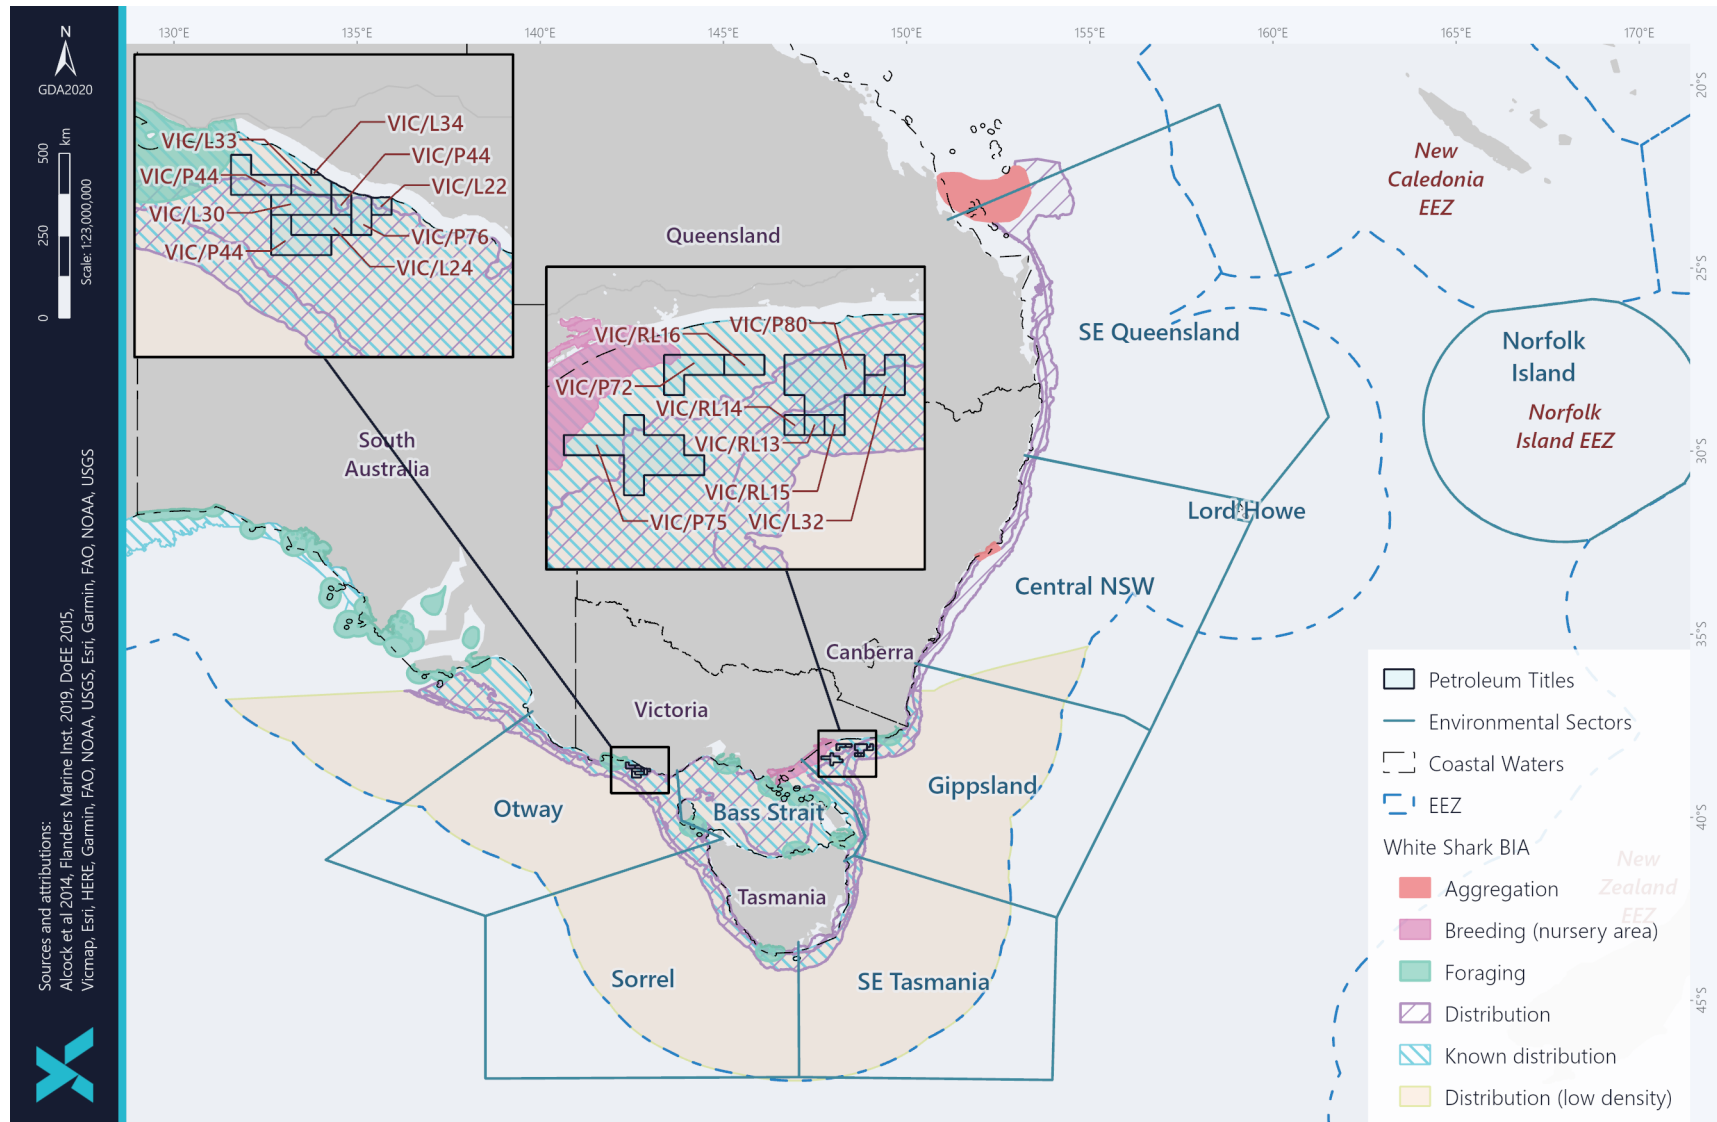 N
GDA2020
500
250
0
km
Scale: 1:23,000,000
Sources and attributions:
Alcock et al 2014, Flanders Marine Inst. 2019, DoEE 2015,
Vicmap, Esri, HERE, Garmin, FAO, NOAA, USGS, Esri, Garmin, FAO, NOAA, USGS
130°E
135°E
140°E
145°E
150°E
155°E
160°E
165°E
170°E
20°S
25°S
30°S
35°S
40°S
45°S
VIC/L34
VIC/L33
VIC/P44
VIC/P44
VIC/L22
VIC/L30
VIC/P76
VIC/P44
VIC/L24
VIC/P80
VIC/RL16
VIC/P72
VIC/RL14
VIC/RL13
VIC/RL15
VIC/P75
VIC/L32
Queensland
South
Australia
Canberra
Victoria
Tasmania
New
Caledonia
EEZ
SE Queensland
Norfolk
Island
Norfolk
Island EEZ
Lord Howe
Central NSW
Gippsland
Otway
Bass Strait
Sorrel
SE Tasmania
New
Zealand
EEZ
Petroleum Titles
Environmental Sectors
Coastal Waters
EEZ
White Shark BIA
Aggregation
Breeding (nursery area)
Foraging
Distribution
Known distribution
Distribution (low density)